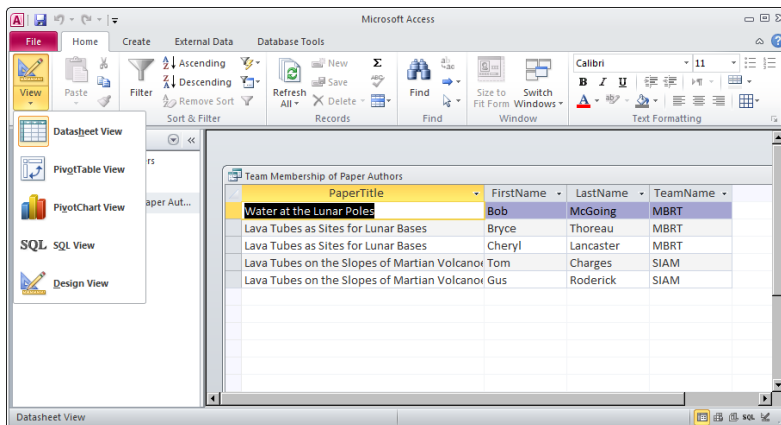 Microsoft Access
File Home Create External Data Database Tools
View
Paste
Filter
Ascending
Descending
Remove Sort
Sort & Filter
Refresh All
New
Save
Delete
Records
Find
Find
Size to Fit Form
Switch Windows
Window
Calibri 11
B I U
A
Text Formatting
Datasheet View
PivotTable View
PivotChart View
SQL SQL View
Design View
rs
aper Aut...
Team Membership of Paper Authors
PaperTitle FirstName LastName TeamName
Water at the Lunar Poles Bob McGoing MBRT
Lava Tubes as Sites for Lunar Bases Bryce Thoreau MBRT
Lava Tubes as Sites for Lunar Bases Cheryl Lancaster MBRT
Lava Tubes on the Slopes of Martian Volcanoe Tom Charges SIAM
Lava Tubes on the Slopes of Martian Volcanoe Gus Roderick SIAM
Datasheet View SQL